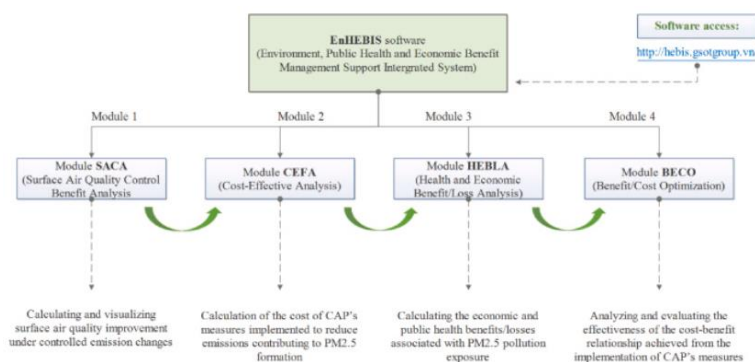 EnHEBIS software
(Environment, Public Health and Economic Benefit
Management Support Intergrated System)
Software access:
http://hebis.gsotgroup.vn
Module 1
Module 2
Module 3
Module 4
Module SACA
(Surface Air Quality Control
Benefit Analysis
Module CEFA
(Cost-Effective Analysis)
Module HEBLA
(Health and Economic
Benefit/Loss Analysis)
Module BECO
(Benefit/Cost Optimization)
Calculating and visualizing
surface air quality improvement
under controlled emission changes
Calculation of the cost of CAP's
measures implemented to reduce
emissions contributing to PM2.5
formation
Calculating the economic and
public health benefits/losses
associated with PM2.5 pollution
exposure
Analyzing and evaluating the
effectiveness of the cost-benefit
relationship achieved from the
implementation of CAP's measures